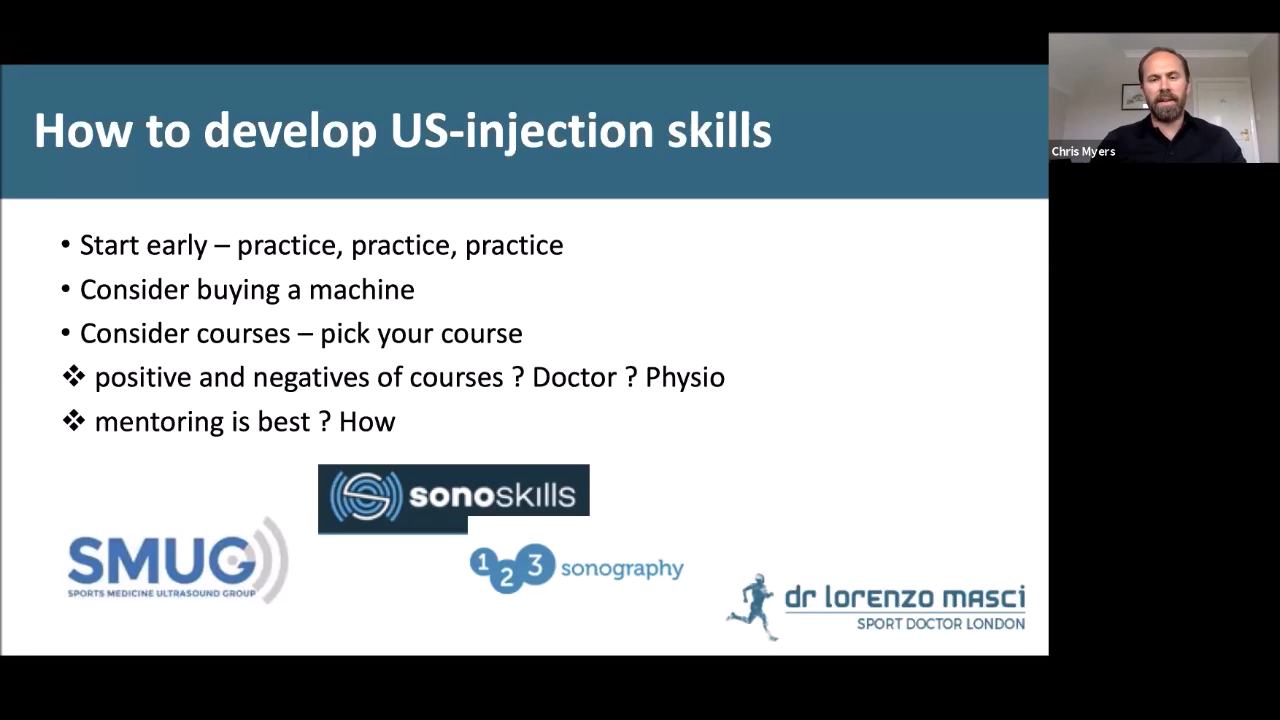 How to develop US-injection skills
• Start early – practice, practice, practice
• Consider buying a machine
• Consider courses – pick your course
❖ positive and negatives of courses ? Doctor ? Physio
❖ mentoring is best ? How
sonoskills
SMUG
SPORTS MEDICINE ULTRASOUND GROUP
1 2 3 sonography
dr lorenzo masci
SPORT DOCTOR LONDON
Chris Myers